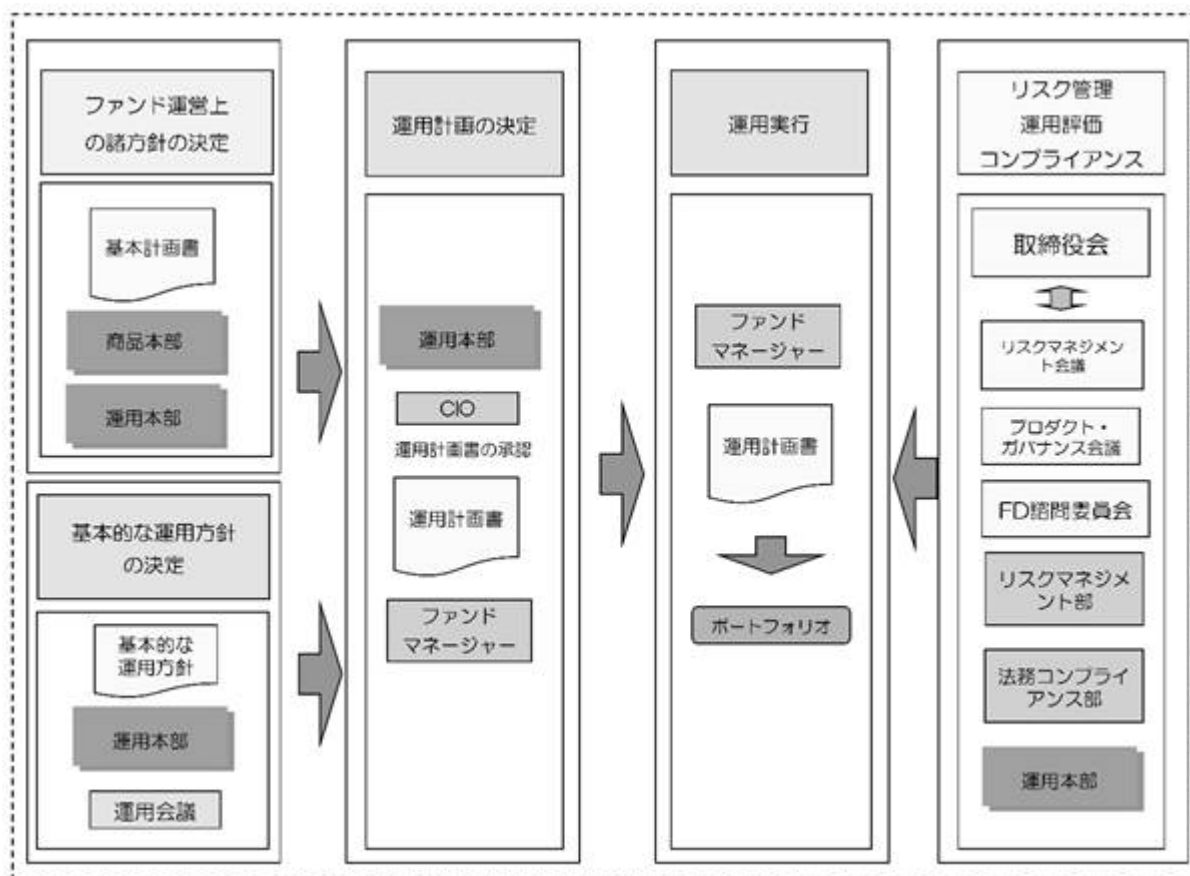 ファンド運営上
の諸方針の決定
基本計画書
商品本部
運用本部
基本的な運用方針
の決定
基本的な
運用方針
運用本部
運用会議
運用計画の決定
運用本部
CIO
運用計画書の承認
運用計画書
ファンド
マネージャー
運用実行
ファンド
マネージャー
運用計画書
ポートフォリオ
リスク管理
運用評価
コンプライアンス
取締役会
リスクマネジメン
ト会議
プロダクト・
ガバナンス会議
FD諮問委員会
リスクマネジメ
ント部
法務コンプライ
アンス部
運用本部